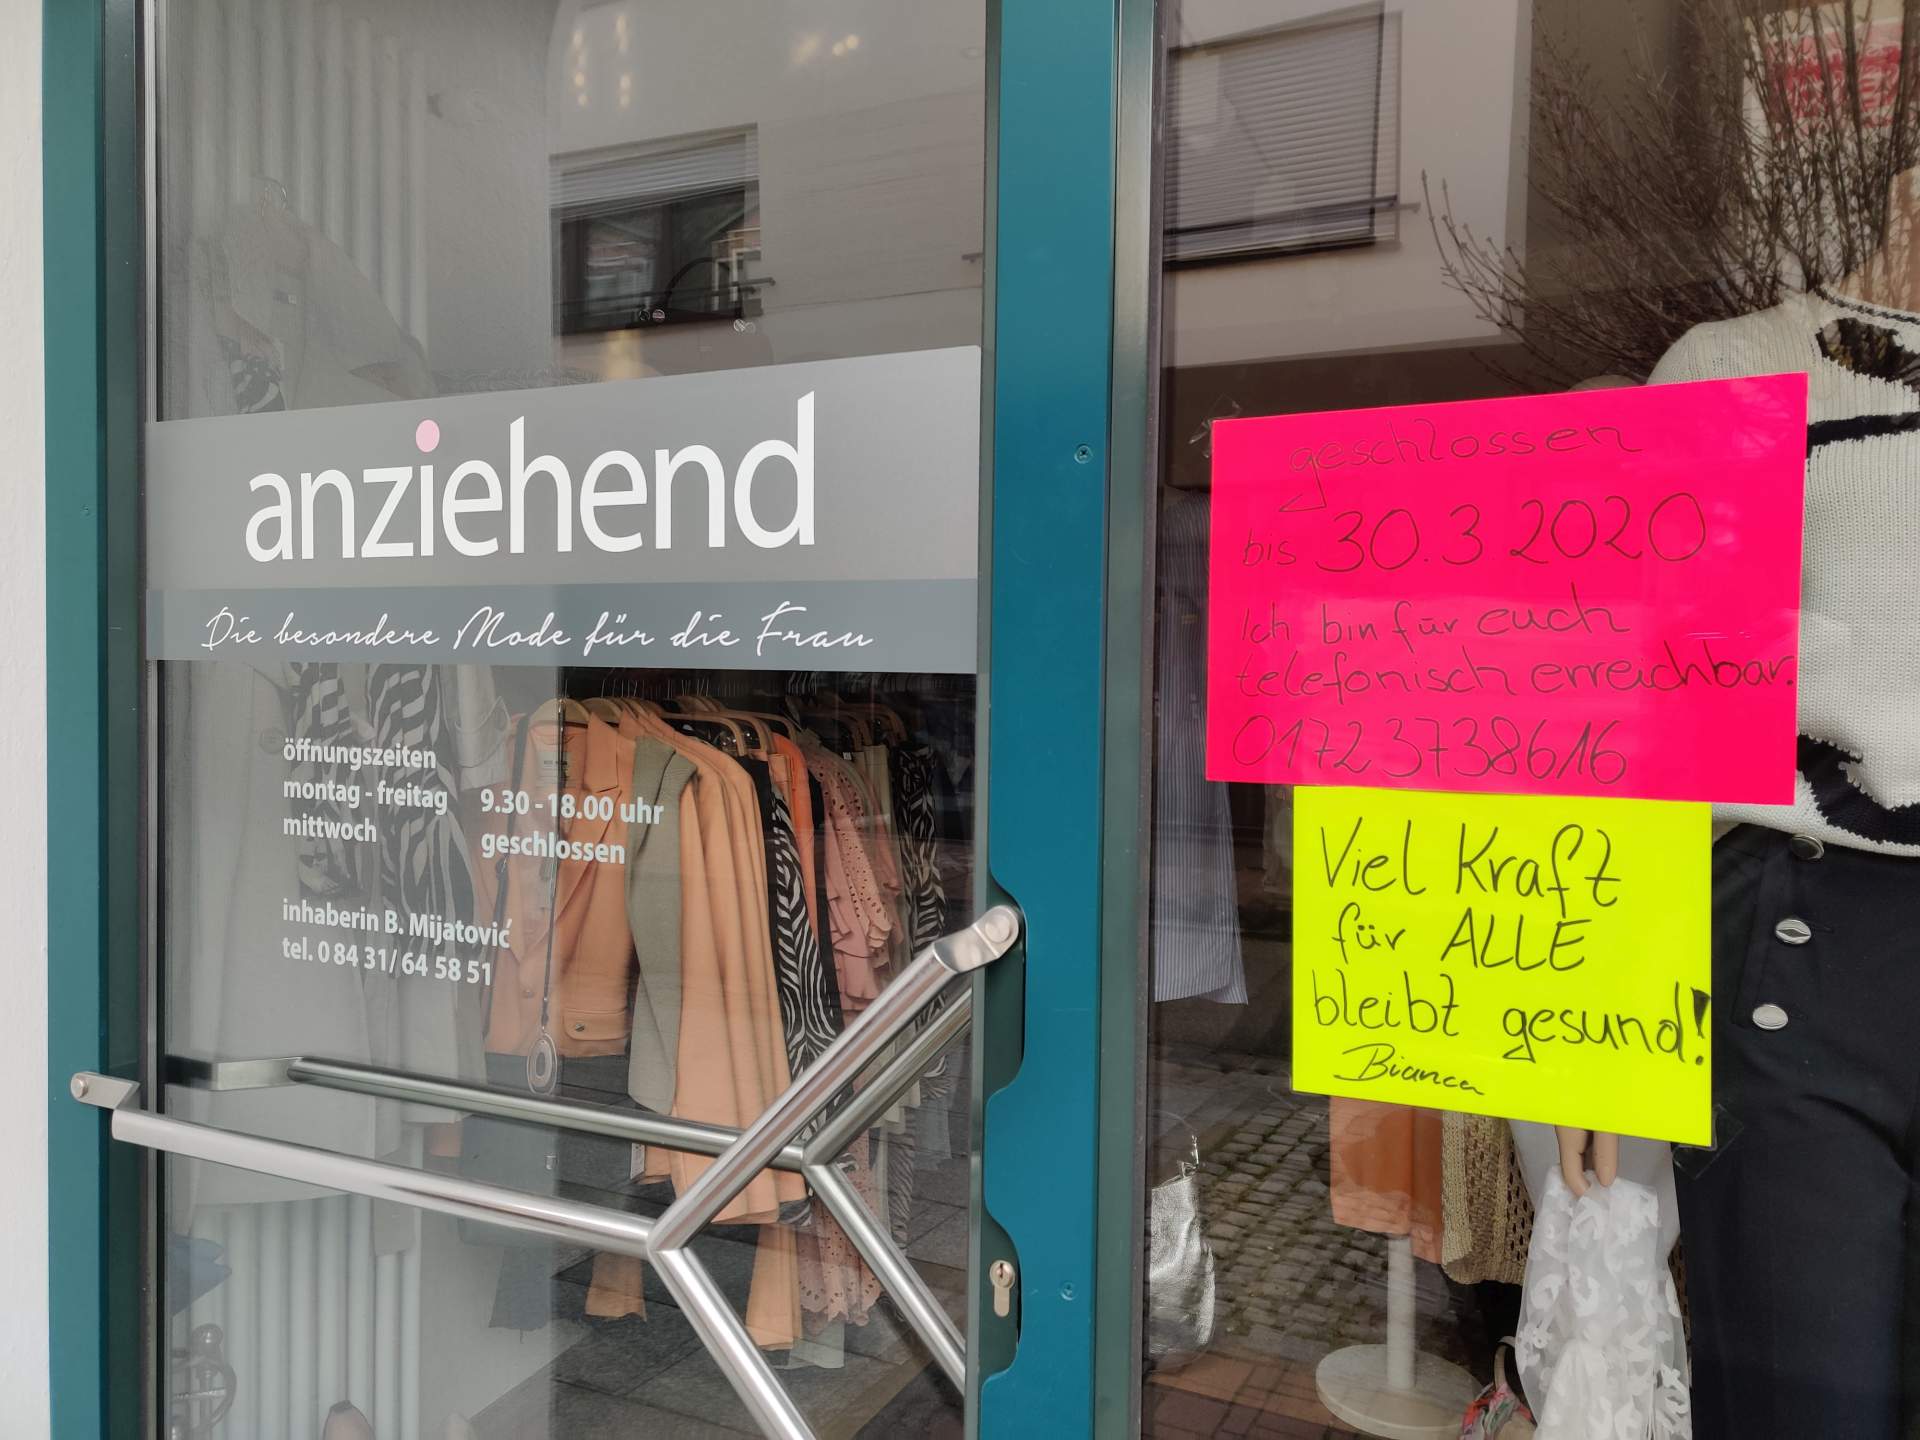 anziehend
Die besondere Mode für die Frau
öffnungszeiten
montag - freitag 9.30 - 18.00 uhr
mittwoch geschlossen
inhaberin B. Mijatović
tel. 0 84 31/ 64 58 51
geschlossen
bis 30.3 2020
Ich bin für euch
telefonisch erreichbar.
01723738616
Viel Kraft
für ALLE
bleibt gesund!
Bianca